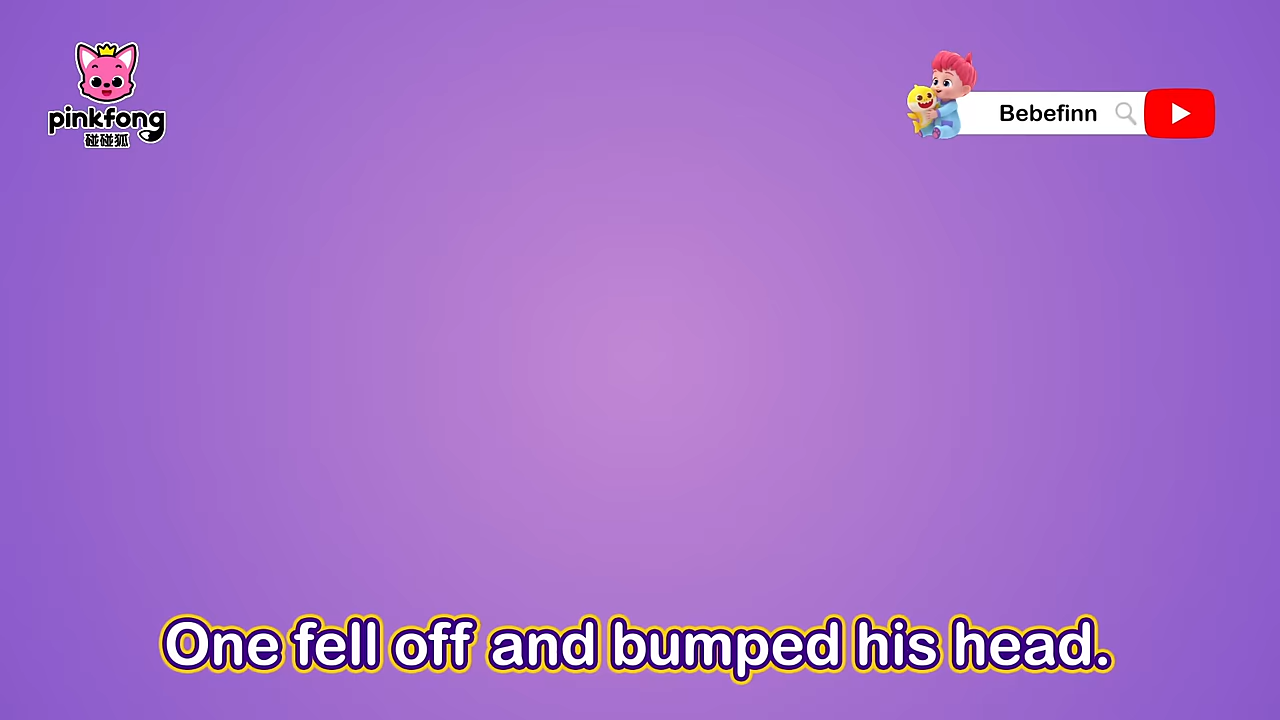 pinkfong
碰碰狐
Bebefinn
One fell off and bumped his head.